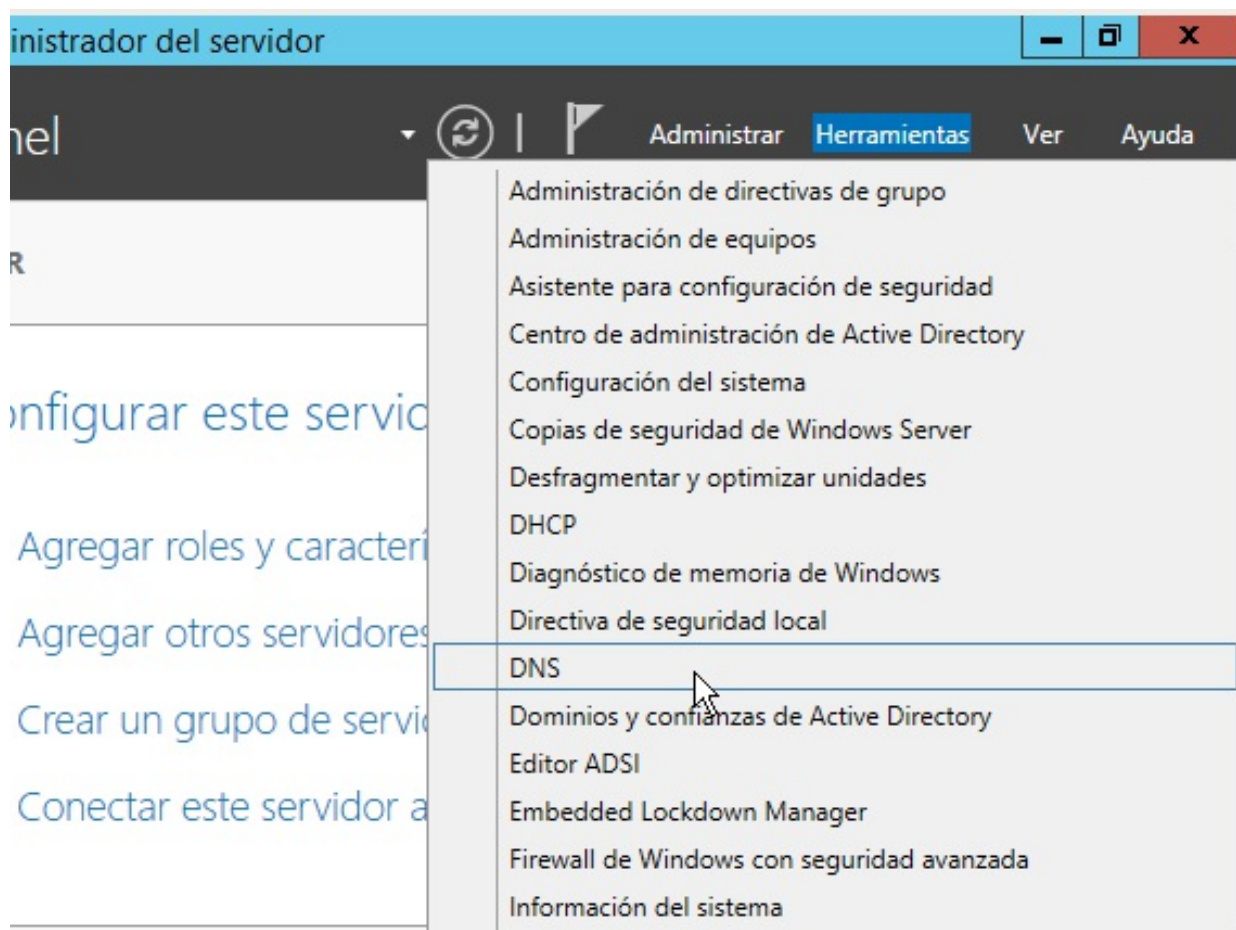 inistrador del servidor
nel
Administrar Herramientas Ver Ayuda
R
onfigurar este servic
Agregar roles y caracterí
Agregar otros servidores
Crear un grupo de servi
Conectar este servidor a
Administración de directivas de grupo
Administración de equipos
Asistente para configuración de seguridad
Centro de administración de Active Directory
Configuración del sistema
Copias de seguridad de Windows Server
Desfragmentar y optimizar unidades
DHCP
Diagnóstico de memoria de Windows
Directiva de seguridad local
DNS
Dominios y confianzas de Active Directory
Editor ADSI
Embedded Lockdown Manager
Firewall de Windows con seguridad avanzada
Información del sistema